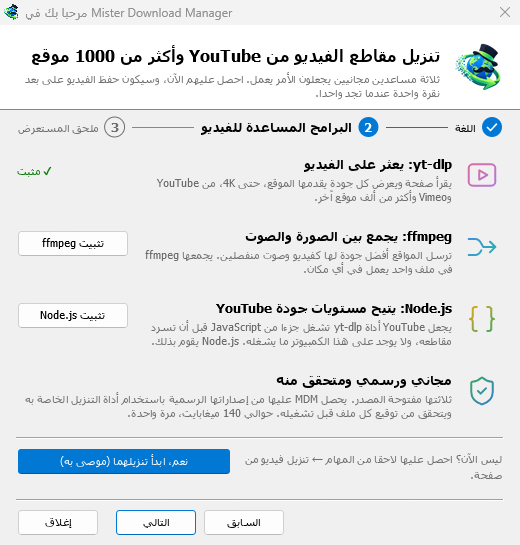 مرحبا بك في Mister Download Manager
تنزيل مقاطع الفيديو من YouTube وأكثر من 1000 موقع
ثلاثة مساعدين مجانيين يجعلون الأمر يعمل. احصل عليهم الآن، وسيكون حفظ الفيديو على بعد
نقرة واحدة عندما تجد واحدا.
اللغة
2 البرامج المساعدة للفيديو
3 ملحق المتصفح
yt-dlp: يعثر على الفيديو
يقرأ صفحة ويعرض كل جودة يقدمها الموقع، حتى 4K، من YouTube
وVimeo وأكثر من ألف موقع آخر.
✓ مثبت
ffmpeg: يجمع بين الصورة والصوت
ترسل المواقع أفضل جودة لها كفيديو وصوت منفصلين. يجمعها ffmpeg
في ملف واحد يعمل في أي مكان.
تثبيت ffmpeg
Node.js: يتيح مستويات جودة YouTube
يجعل YouTube أداة yt-dlp تشغل جزءا من JavaScript قبل أن تسرد
مقاطعه، ولا يوجد على هذا الكمبيوتر ما يشغله. Node.js يقوم بذلك.
تثبيت Node.js
مجاني ورسمي ومتحقق منه
ثلاثتها مفتوحة المصدر. يحصل MDM عليها من إصداراتها الرسمية باستخدام أداة التنزيل الخاصة به
ويتحقق من توقيع كل ملف قبل تشغيله. حوالي 140 ميغابايت، مرة واحدة.
ليس الآن؟ احصل عليها لاحقا من المهام ← تنزيل فيديو من
صفحة.
نعم، ابدأ تنزيلهما (موصى به)
السابق
التالي
إغلاق